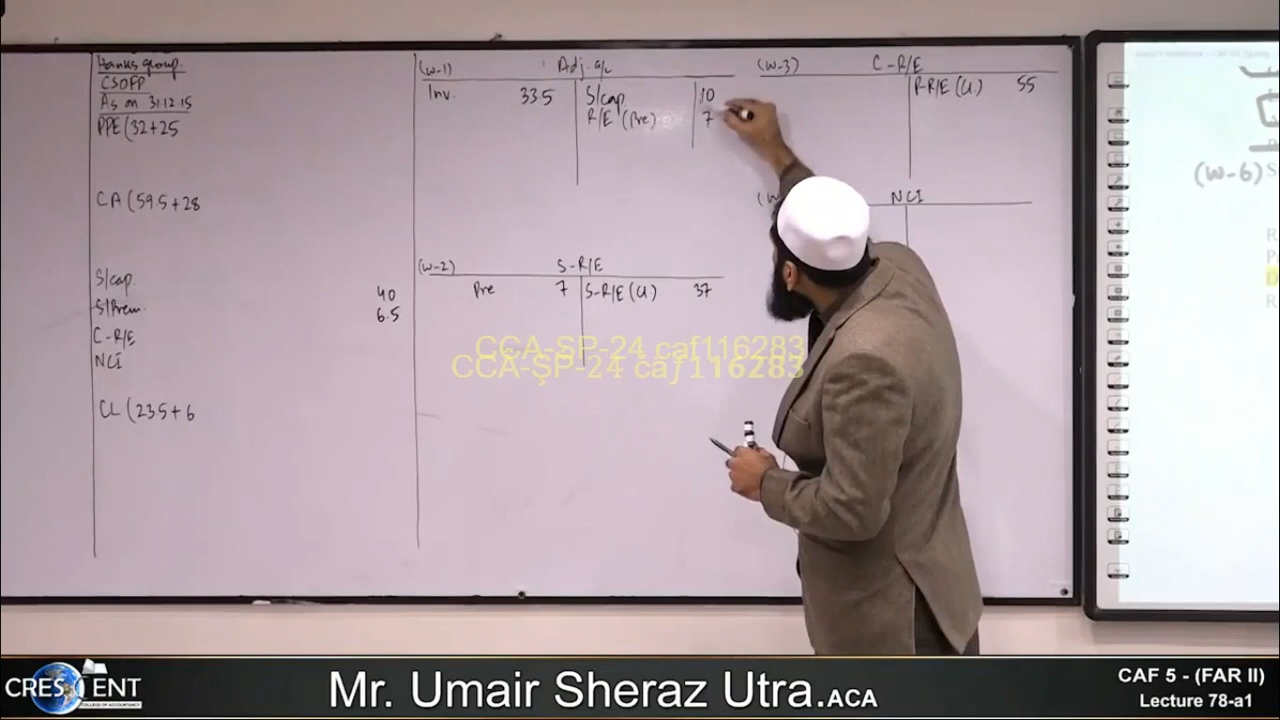 Hanks group.
CSOFP
As on 31.12.15
PPE (32+25
CA (59.5+28
S/cap. 40
S/Prem. 6.5
C-R/E
NCI
CL (23.5+6
(W-1) Adj. a/c
Inv. 33.5 S/cap 10
R/E (Pre) 7
(W-2) S-R/E
Pre 7 S-R/E (U) 37
(W-3) C-R/E
P-R/E (U.) 55
NCI
(W-6) S
CCA-SP-24 caf116283
CCA-SP-24 caf116283
CRESCENT
COLLEGE OF ACCOUNTANCY
Mr. Umair Sheraz Utra.ACA
CAF 5 - (FAR II)
Lecture 78-a1